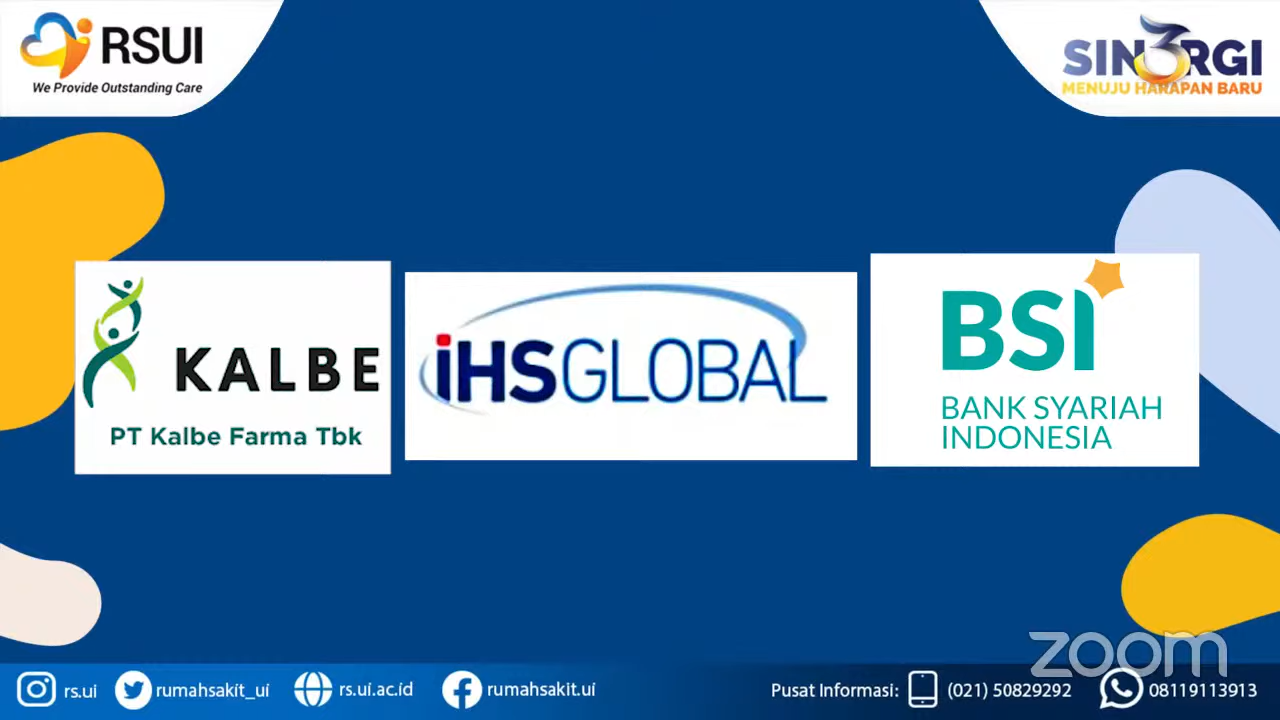 RSUI
We Provide Outstanding Care
SIN3RGI
MENUJU HARAPAN BARU
KALBE
PT Kalbe Farma Tbk
iHSGLOBAL
BSI
BANK SYARIAH
INDONESIA
zoom
rs.ui
rumahsakit_ui
rs.ui.ac.id
rumahsakit.ui
Pusat Informasi:
(021) 50829292
08119113913